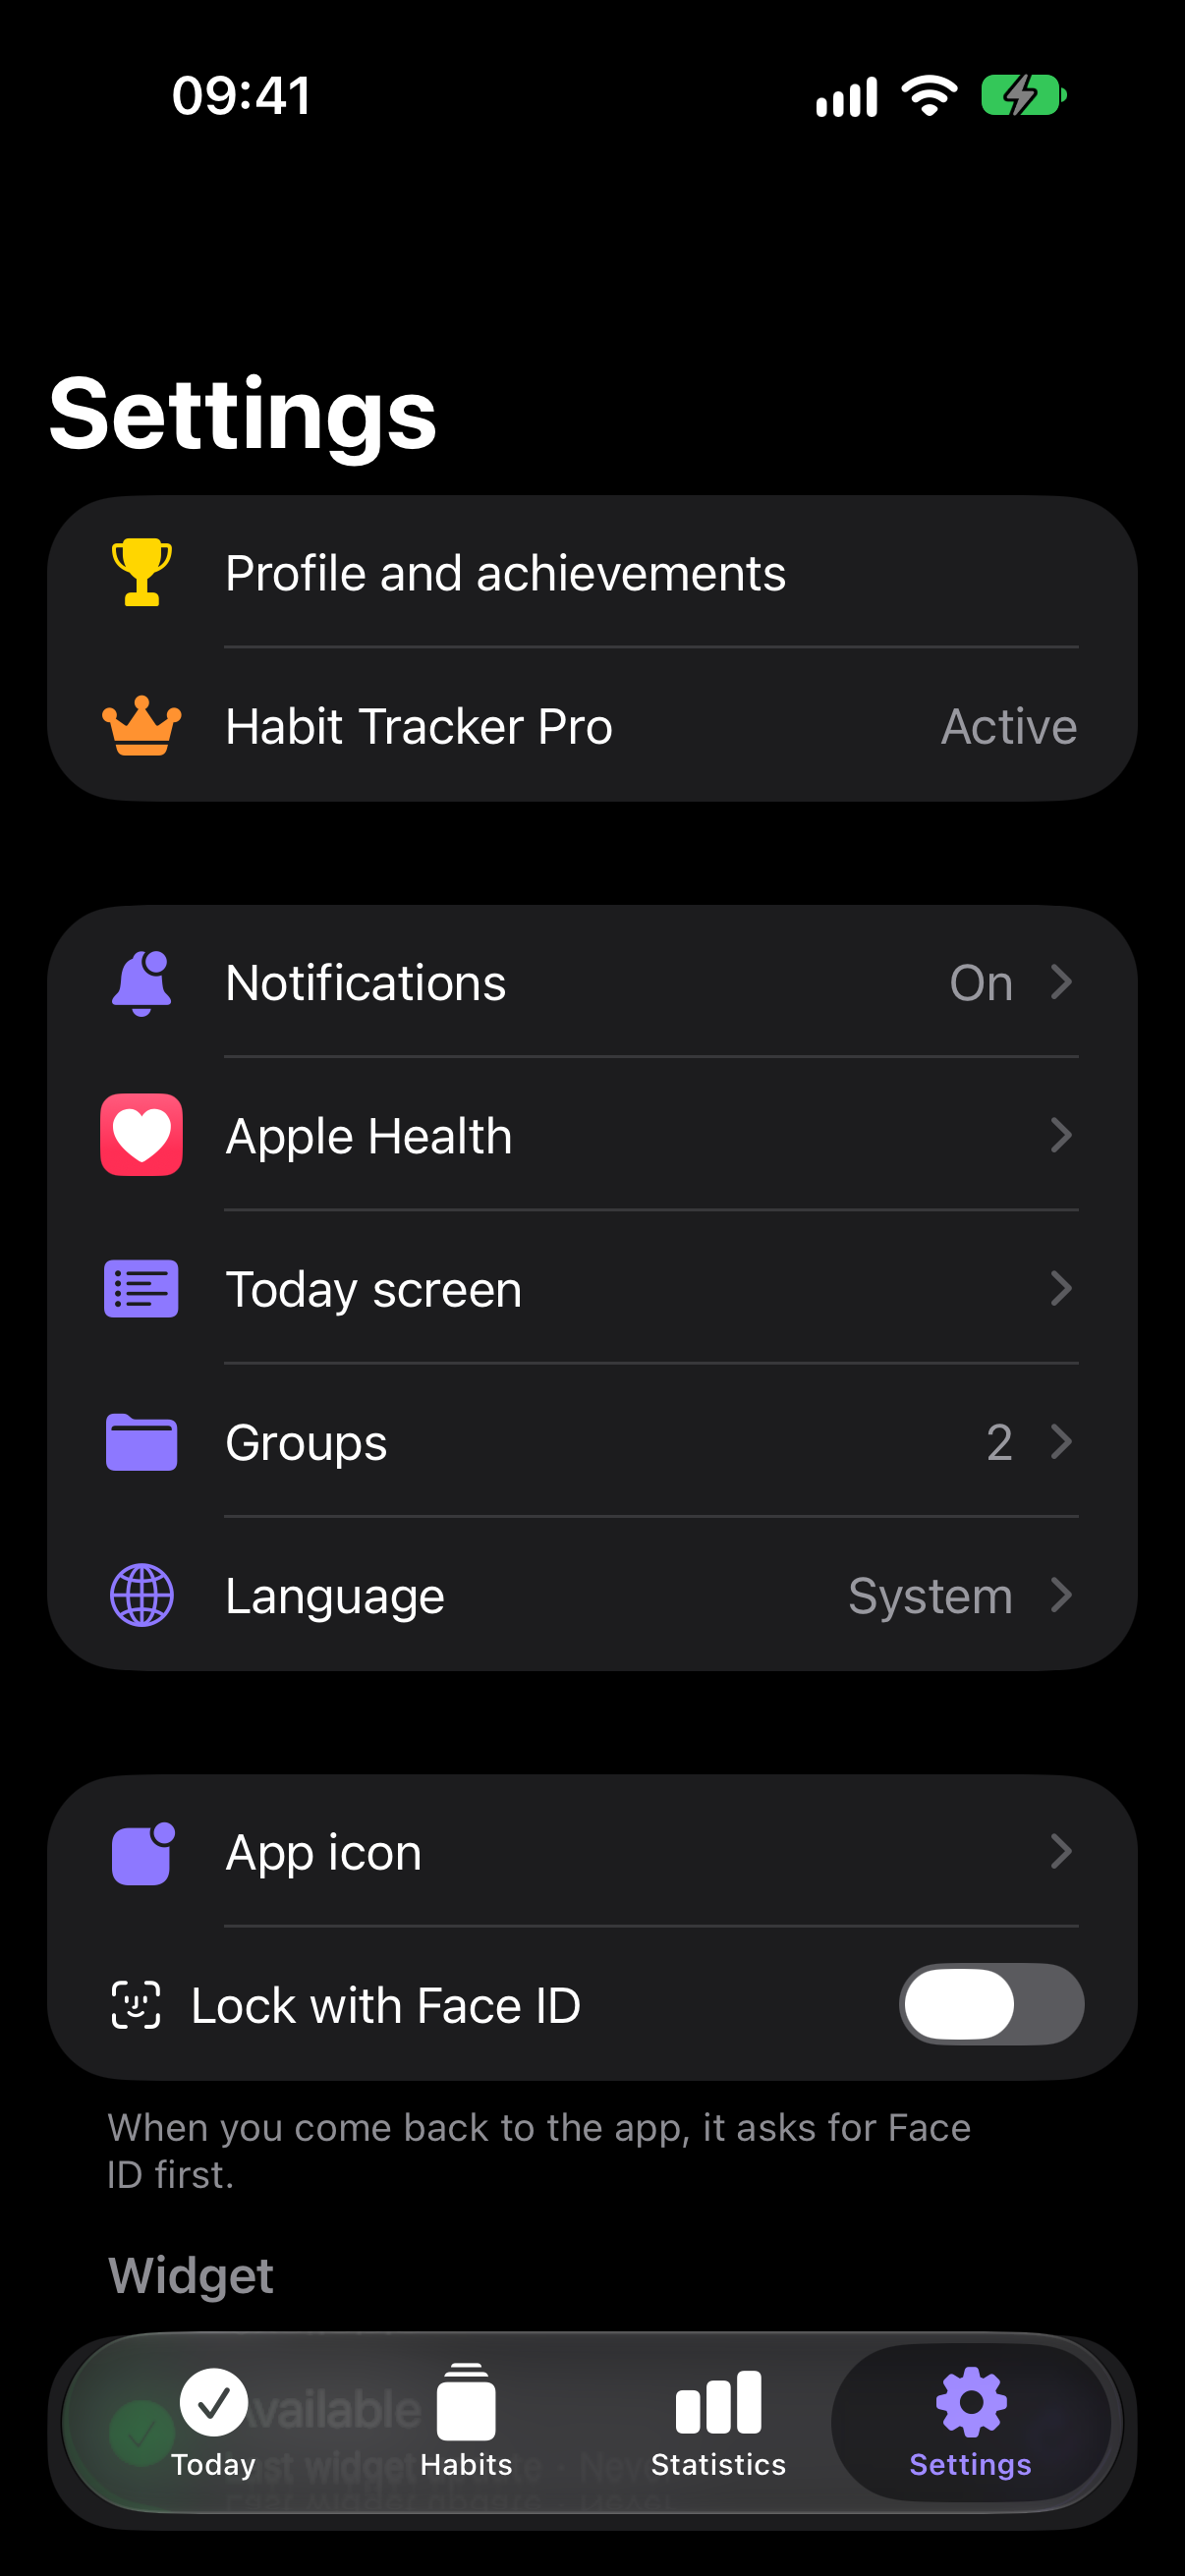 09:41
Settings
Profile and achievements
Habit Tracker Pro Active
Notifications On
Apple Health
Today screen
Groups 2
Language System
App icon
Lock with Face ID
When you come back to the app, it asks for Face
ID first.
Widget
Today Habits Statistics Settings